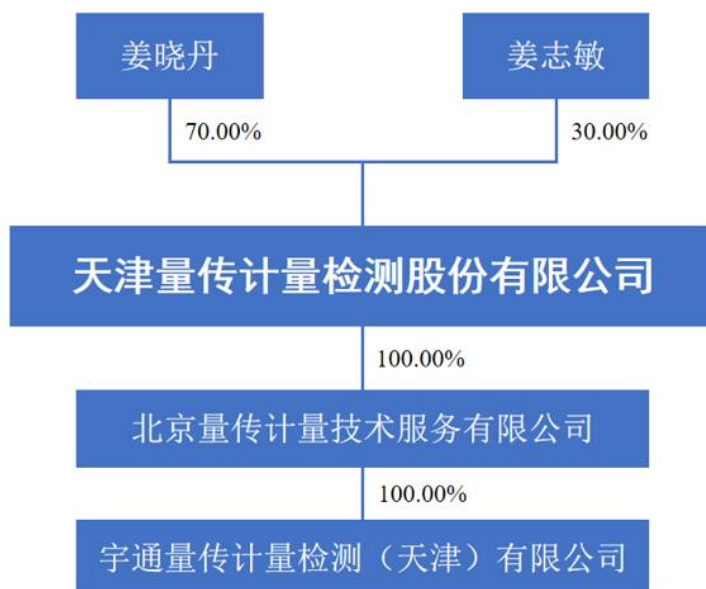 姜晓丹
姜志敏
70.00%
30.00%
天津量传计量检测股份有限公司
100.00%
北京量传计量技术服务有限公司
100.00%
宇通量传计量检测（天津）有限公司